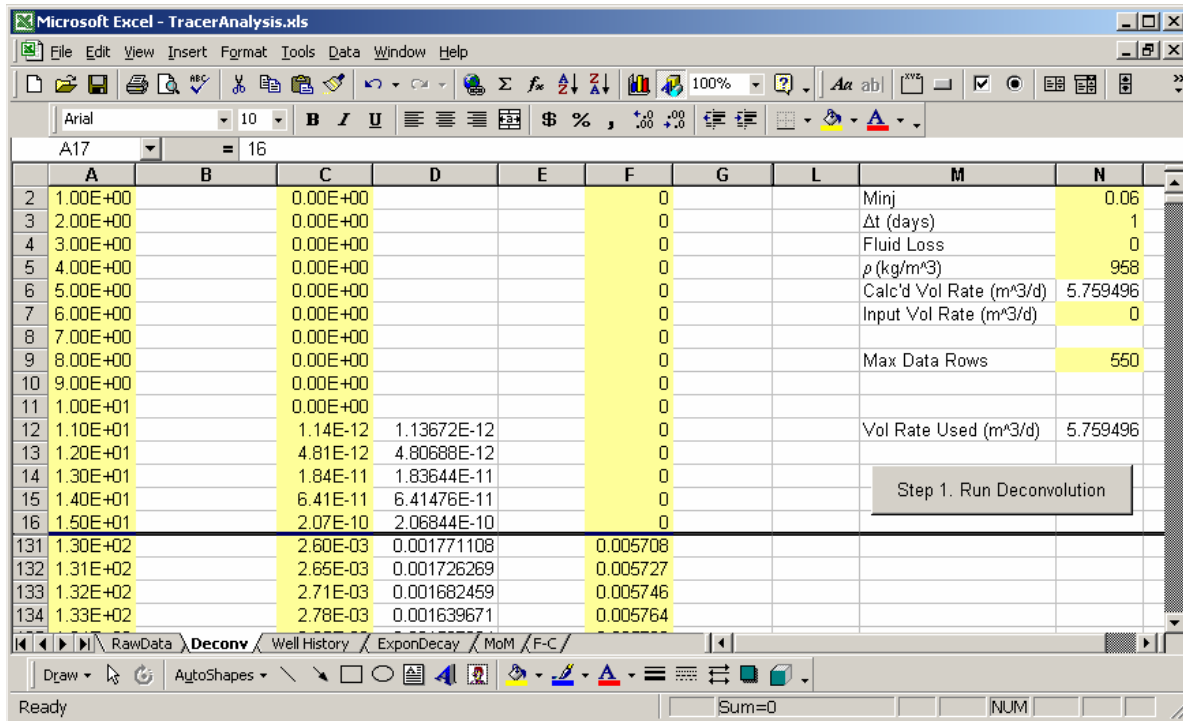 Microsoft Excel - TracerAnalysis.xls
File Edit View Insert Format Tools Data Window Help
100%
Arial 10 B I U $ % ,
A17 = 16
A B C D E F G L M N
2 1.00E+00 0.00E+00 0 Minj 0.06
3 2.00E+00 0.00E+00 0 Δt (days) 1
4 3.00E+00 0.00E+00 0 Fluid Loss 0
5 4.00E+00 0.00E+00 0 ρ (kg/m^3) 958
6 5.00E+00 0.00E+00 0 Calc'd Vol Rate (m^3/d) 5.759496
7 6.00E+00 0.00E+00 0 Input Vol Rate (m^3/d) 0
8 7.00E+00 0.00E+00 0
9 8.00E+00 0.00E+00 0 Max Data Rows 550
10 9.00E+00 0.00E+00 0
11 1.00E+01 0.00E+00 0
12 1.10E+01 1.14E-12 1.13672E-12 0 Vol Rate Used (m^3/d) 5.759496
13 1.20E+01 4.81E-12 4.80688E-12 0
14 1.30E+01 1.84E-11 1.83644E-11 0
Step 1. Run Deconvolution
15 1.40E+01 6.41E-11 6.41476E-11 0
16 1.50E+01 2.07E-10 2.06844E-10 0
131 1.30E+02 2.60E-03 0.001771108 0.005708
132 1.31E+02 2.65E-03 0.001726269 0.005727
133 1.32E+02 2.71E-03 0.001682459 0.005746
134 1.33E+02 2.78E-03 0.001639671 0.005764
RawData Deconv Well History ExponDecay MoM F-C
Draw AutoShapes
Ready Sum=0 NUM